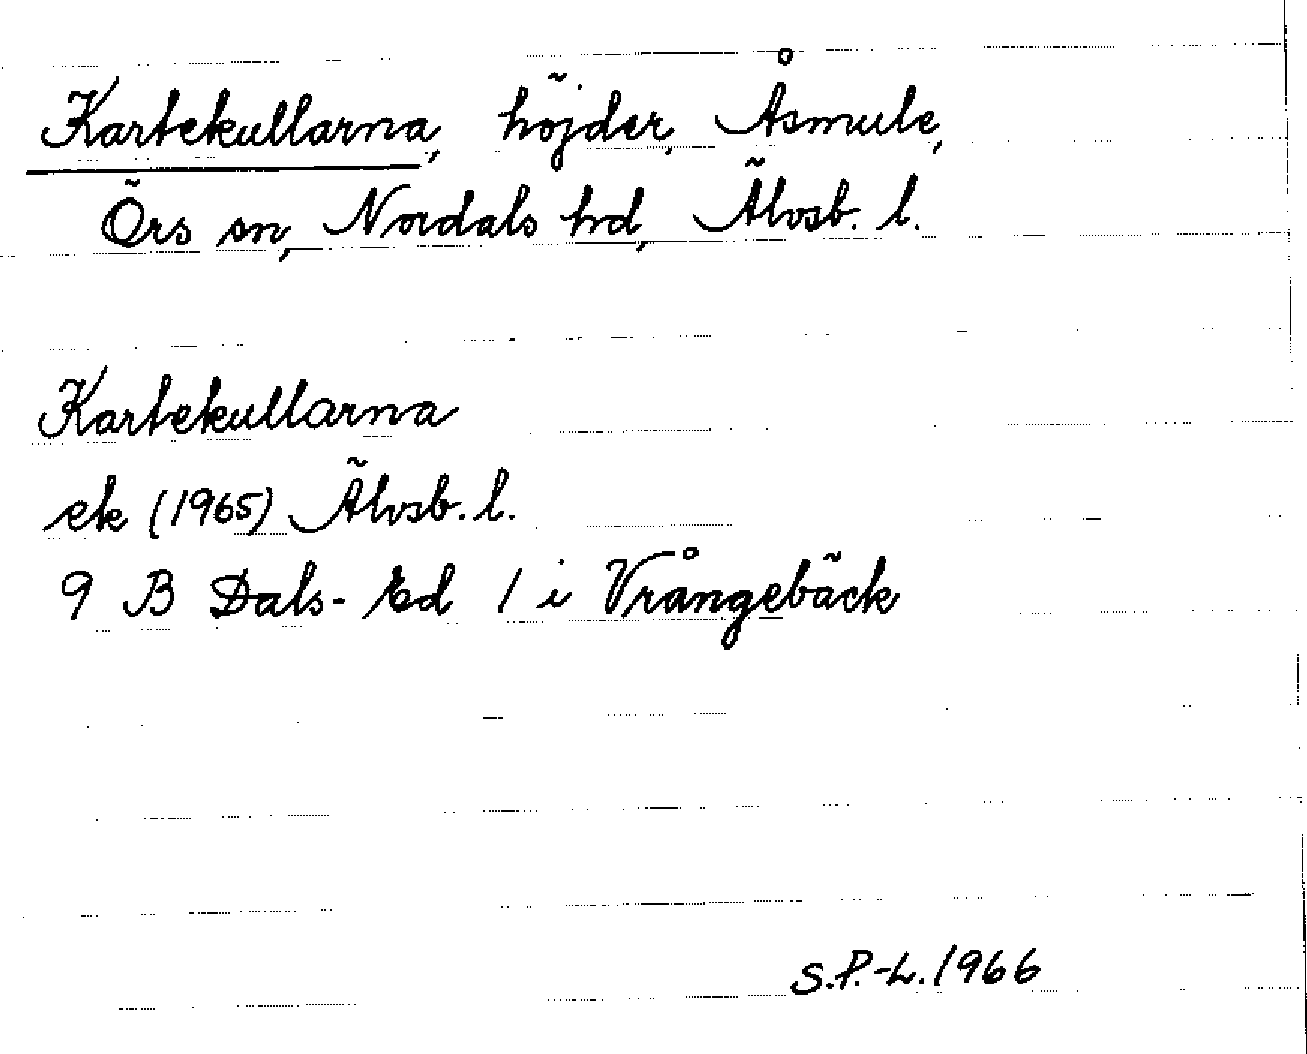 Kartekullarna, höjder, Åsmule,
Örs sn, Nordals hd, Älvsb. l.
Kartekullarna
ek (1965) Älvsb. l.
9 B Dals-Ed 1 i Vrångebäck
S.P.-L. 1966